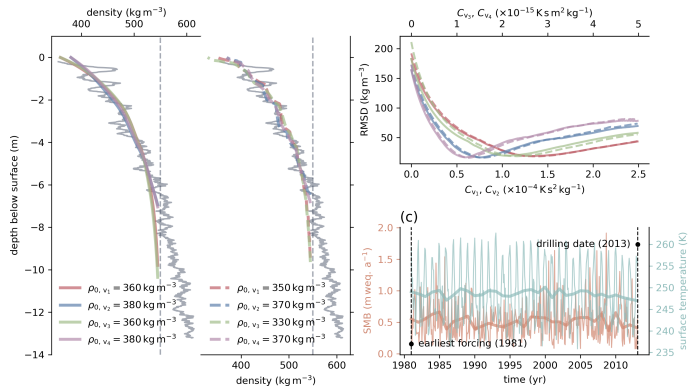 density (kg m⁻³)
400 600
0
−2
−4
−6
−8
−10
−12
−14
depth below surface (m)
ρ₀, ᵥ₁ = 360 kg m⁻³
ρ₀, ᵥ₂ = 380 kg m⁻³
ρ₀, ᵥ₃ = 360 kg m⁻³
ρ₀, ᵥ₄ = 380 kg m⁻³
400 500 600
ρ₀, ᵥ₁ = 350 kg m⁻³
ρ₀, ᵥ₂ = 370 kg m⁻³
ρ₀, ᵥ₃ = 330 kg m⁻³
ρ₀, ᵥ₄ = 370 kg m⁻³
density (kg m⁻³)
C_v₃, C_v₄ (×10⁻¹⁵ K s m² kg⁻¹)
0 1 2 3 4 5
200
150
100
50
RMSD (kg m⁻³)
0.0 0.5 1.0 1.5 2.0 2.5
C_v₁, C_v₂ (×10⁻⁴ K s² kg⁻¹)
(c)
2.0
1.5
1.0
0.5
0.0
SMB (m weq. a⁻¹)
drilling date (2013)
earliest forcing (1981)
260
255
250
245
240
235
surface temperature (K)
1980 1985 1990 1995 2000 2005 2010
time (yr)